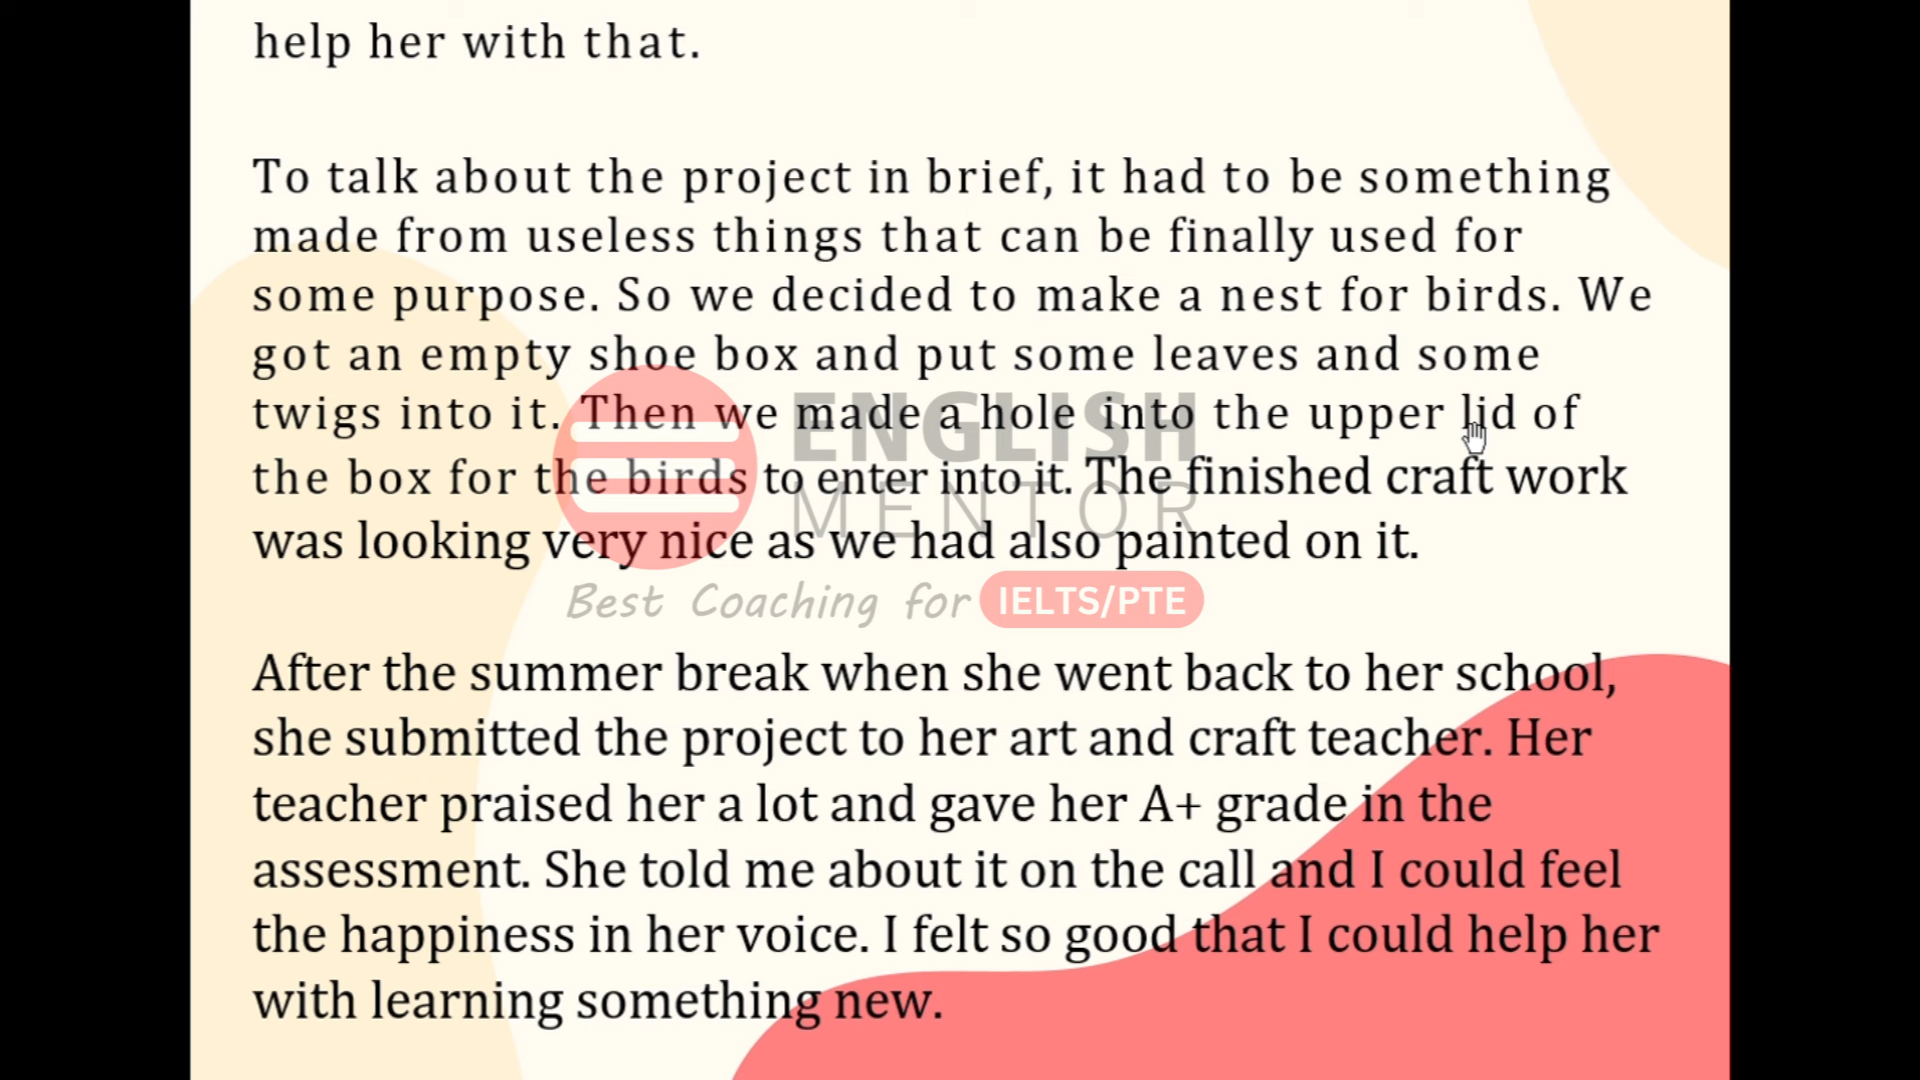 help her with that.
To talk about the project in brief, it had to be something
made from useless things that can be finally used for
some purpose. So we decided to make a nest for birds. We
got an empty shoe box and put some leaves and some
twigs into it. Then we made a hole into the upper lid of
the box for the birds to enter into it. The finished craft work
was looking very nice as we had also painted on it.
ENGLISH
MENTOR
Best Coaching for IELTS/PTE
After the summer break when she went back to her school,
she submitted the project to her art and craft teacher. Her
teacher praised her a lot and gave her A+ grade in the
assessment. She told me about it on the call and I could feel
the happiness in her voice. I felt so good that I could help her
with learning something new.